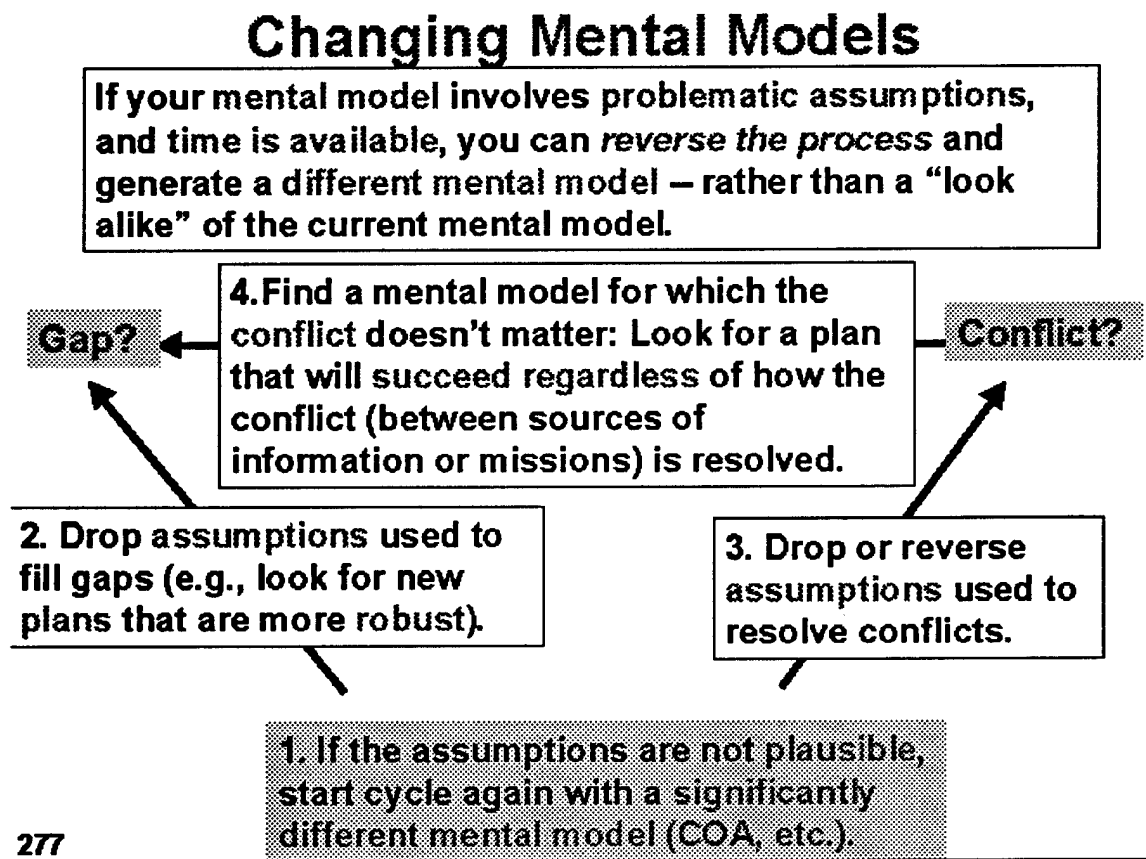 Changing Mental Models
If your mental model involves problematic assumptions,
and time is available, you can reverse the process and
generate a different mental model – rather than a “look
alike” of the current mental model.
4.Find a mental model for which the
conflict doesn't matter: Look for a plan
that will succeed regardless of how the
conflict (between sources of
information or missions) is resolved.
Gap?
Conflict?
2. Drop assumptions used to
fill gaps (e.g., look for new
plans that are more robust).
3. Drop or reverse
assumptions used to
resolve conflicts.
1. If the assumptions are not plausible,
start cycle again with a significantly
different mental model (COA, etc.).
277